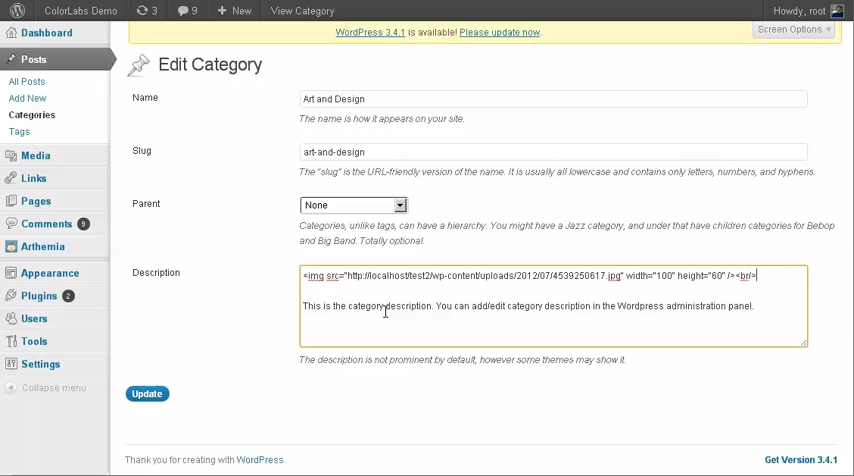 ColorLabs Demo 3 9 + New View Category Howdy, root
WordPress 3.4.1 is available! Please update now.
Screen Options
Dashboard
Posts
All Posts
Add New
Categories
Tags
Media
Links
Pages
Comments 9
Arthemia
Appearance
Plugins 2
Users
Tools
Settings
Collapse menu
Edit Category
Name
Art and Design
The name is how it appears on your site.
Slug
art-and-design
The "slug" is the URL-friendly version of the name. It is usually all lowercase and contains only letters, numbers, and hyphens.
Parent
None
Categories, unlike tags, can have a hierarchy. You might have a Jazz category, and under that have children categories for Bebop
and Big Band. Totally optional.
Description
<img src="http://localhost/test2/wp-content/uploads/2012/07/4539250617.jpg" width="100" height="60" /><br/>
This is the category description. You can add/edit category description in the Wordpress administration panel.
The description is not prominent by default, however some themes may show it.
Update
Thank you for creating with WordPress.
Get Version 3.4.1